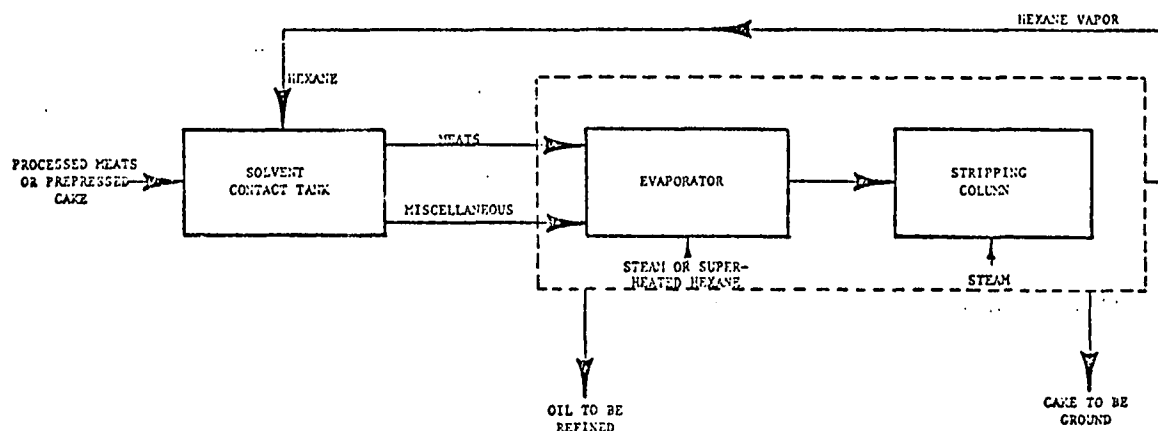 HEXANE VAPOR
HEXANE
PROCESSED MEATS
OR PREPRESSED
CAKE
SOLVENT
CONTACT TANK
MEATS
MISCELLANEOUS
EVAPORATOR
STRIPPING
COLUMN
STEAM OR SUPER-
HEATED HEXANE
STEAM
OIL TO BE
REFINED
CAKE TO BE
GROUND